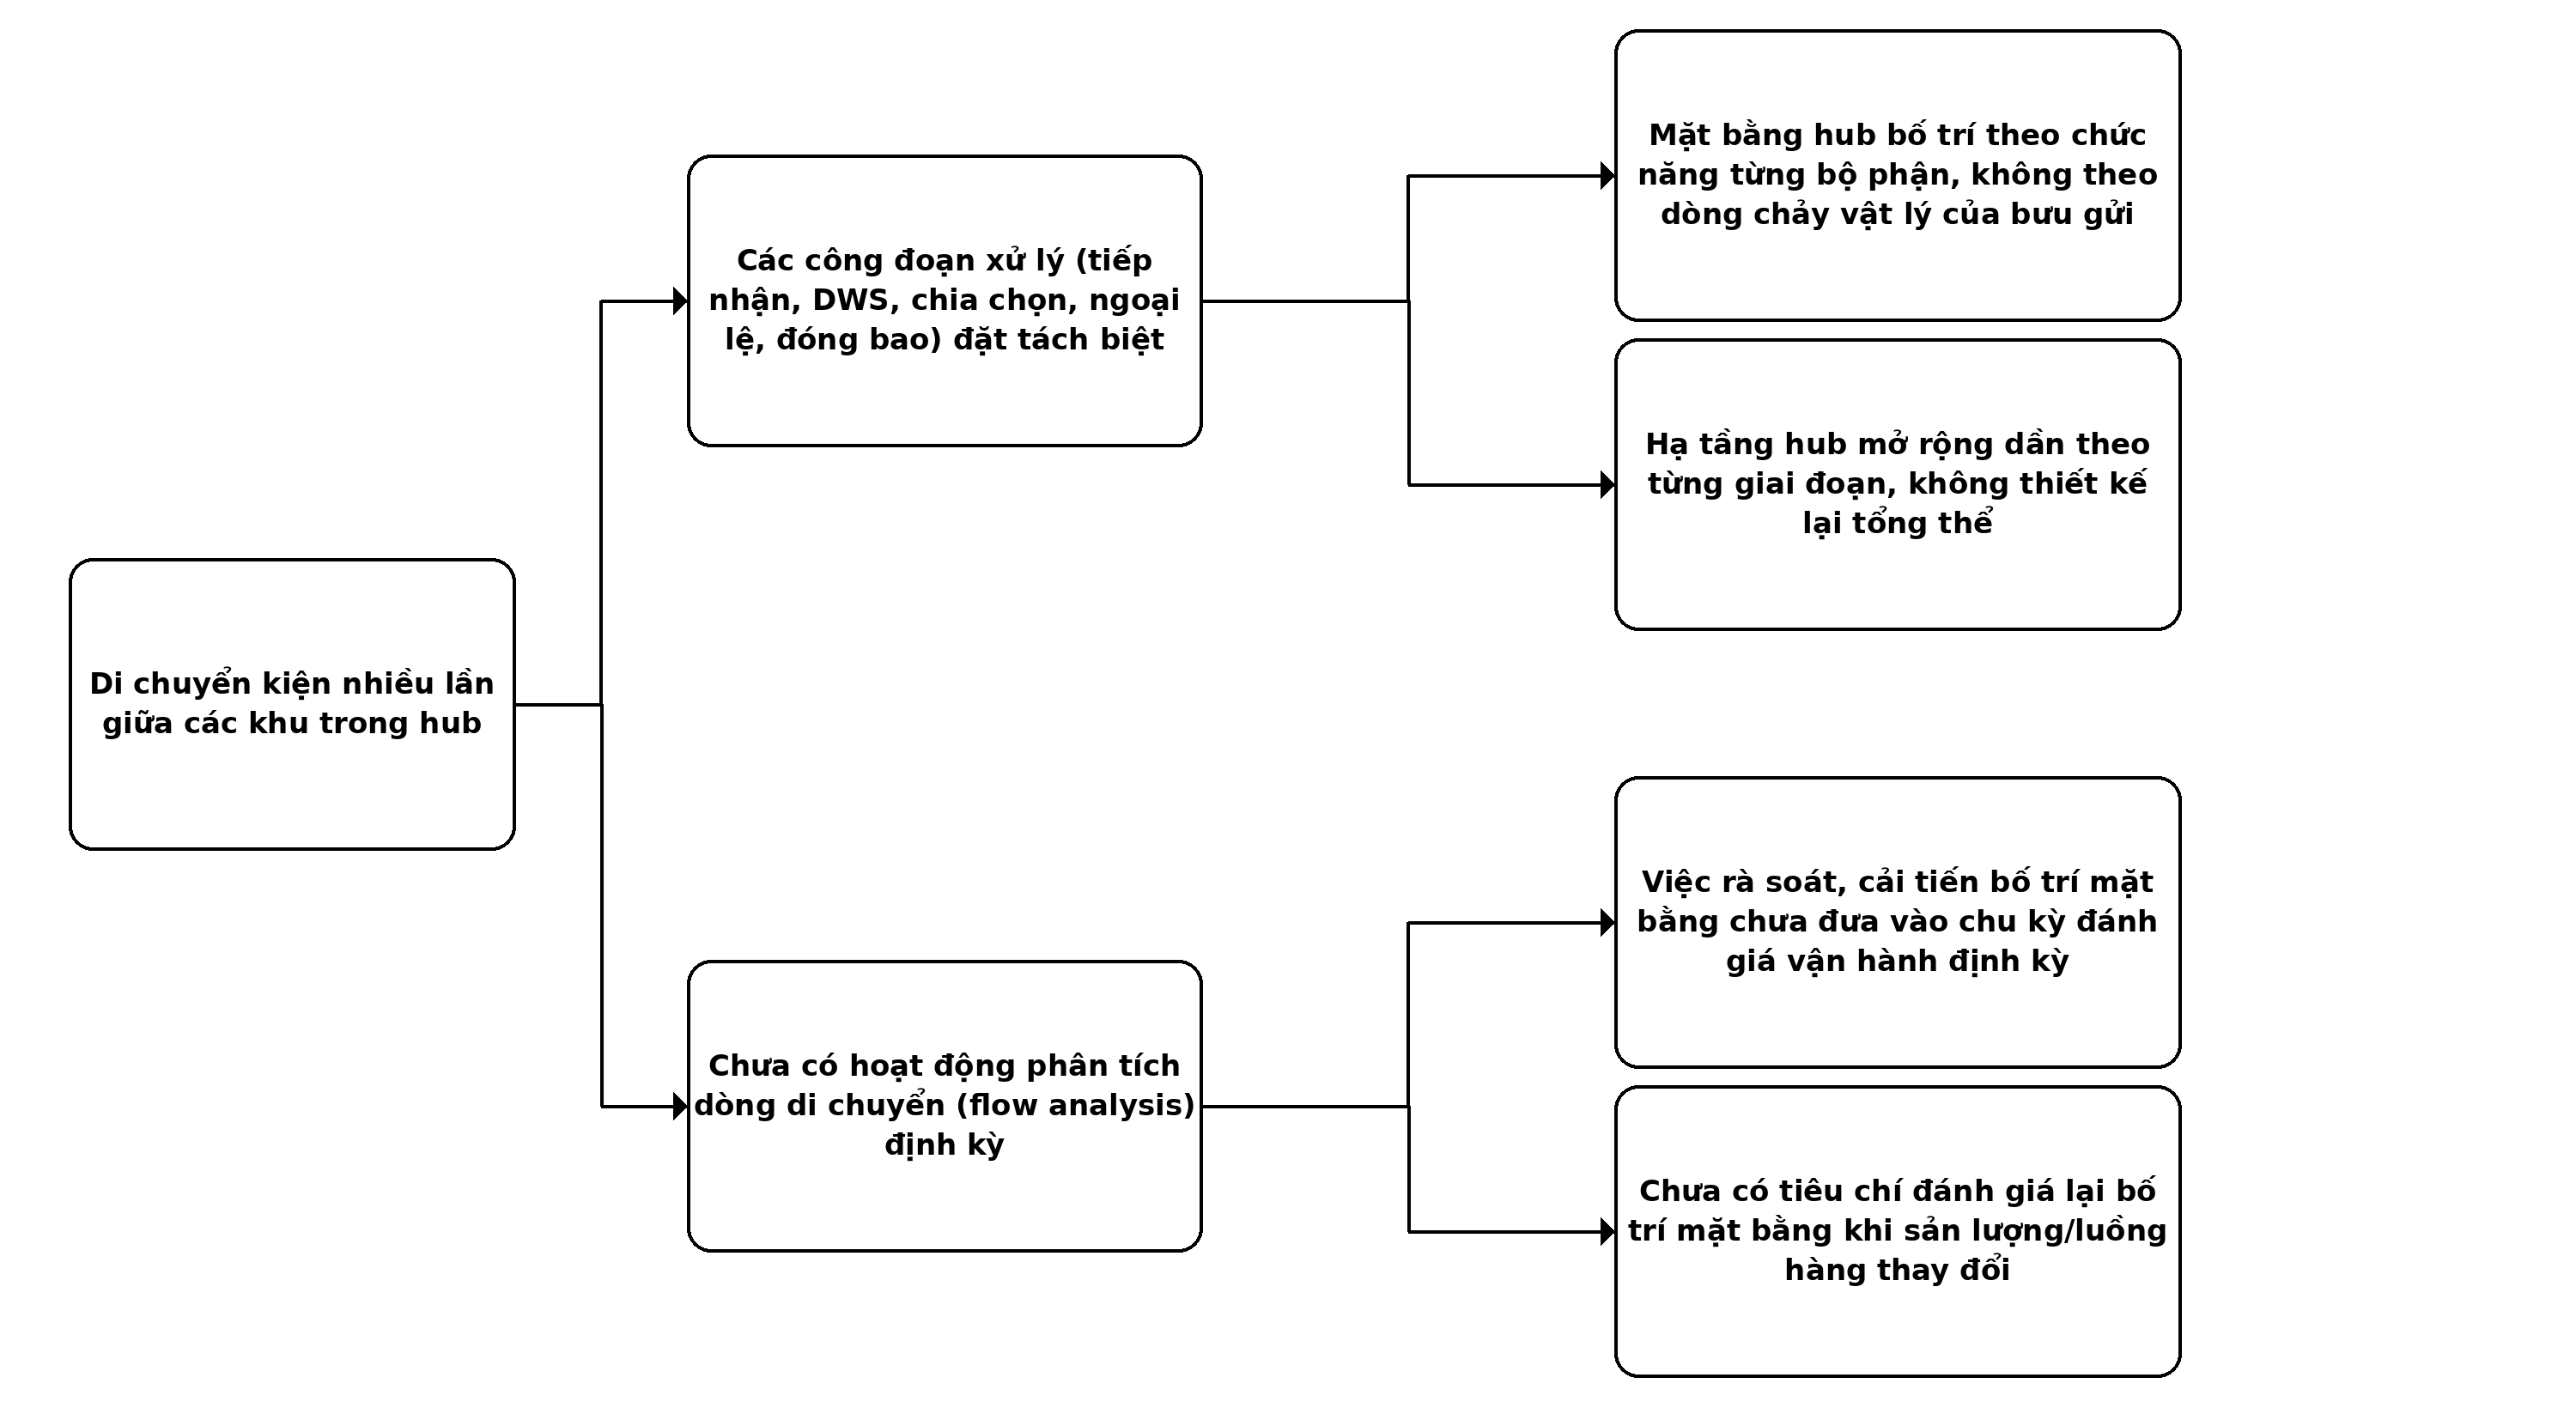 Di chuyển kiện nhiều lần
giữa các khu trong hub
Các công đoạn xử lý (tiếp
nhận, DWS, chia chọn, ngoại
lệ, đóng bao) đặt tách biệt
Mặt bằng hub bố trí theo chức
năng từng bộ phận, không theo
dòng chảy vật lý của bưu gửi
Hạ tầng hub mở rộng dần theo
từng giai đoạn, không thiết kế
lại tổng thể
Chưa có hoạt động phân tích
dòng di chuyển (flow analysis)
định kỳ
Việc rà soát, cải tiến bố trí mặt
bằng chưa đưa vào chu kỳ đánh
giá vận hành định kỳ
Chưa có tiêu chí đánh giá lại bố
trí mặt bằng khi sản lượng/luồng
hàng thay đổi